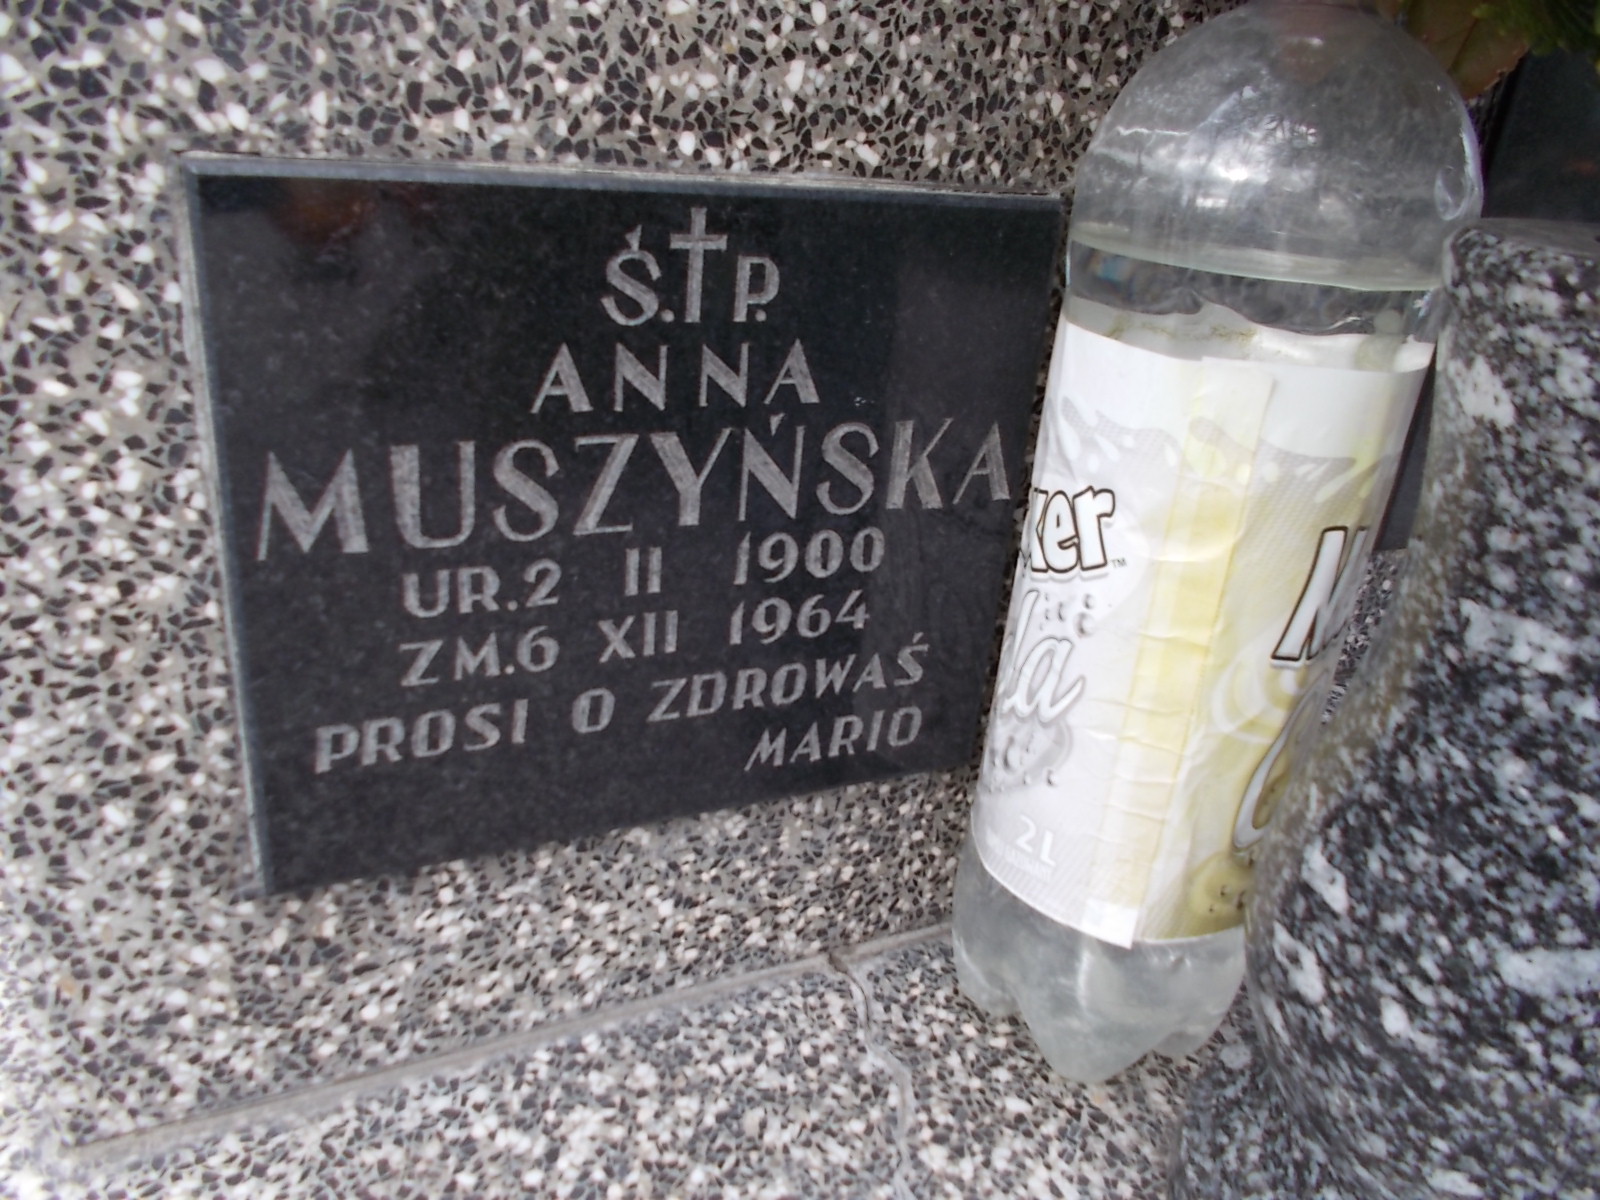 Ś.†P.
ANNA
MUSZYŃSKA
UR.2 II 1900
ZM.6 XII 1964
PROSI O ZDROWAŚ
MARIO
2L